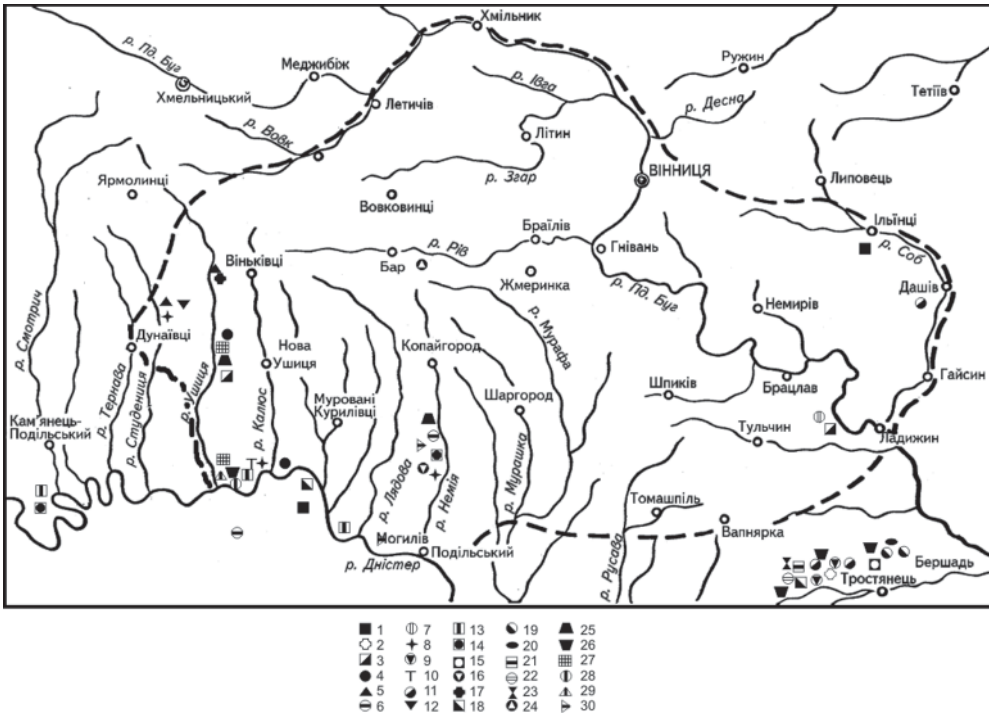 Хмільник
р. Пд. Буг
Меджибіж
Хмельницький
Летичів
р. Вовк
р. Івга
Ружин
р. Десна
Тетіїв
Літин
р. Згар
ВІННИЦЯ
Липовець
Ярмолинці
Вовковинці
Іллінці
р. Соб
Браїлів
р. Рів
Гнівань
Бар
Віньківці
Жмеринка
р. Пд. Буг
Дашів
Немирів
р. Смотрич
Дунаївці
р. Мурафа
Нова
Ушиця
Копайгород
Гайсин
Брацлав
Шпиків
Шаргород
Муровані
Курилівці
р. Тернава
р. Студениця
р. Ушиця
р. Калюс
Кам'янець-
Подільський
Тульчин
Ладижин
р. Лядова
р. Немія
р. Мурашка
Томашпіль
Вапнярка
р. Русава
Могилів
Подільський
р. Дністер
Бершадь
Тростянець
1 7 13 19 25
2 8 14 20 26
3 9 15 21 27
4 10 16 22 28
5 11 17 23 29
6 12 18 24 30